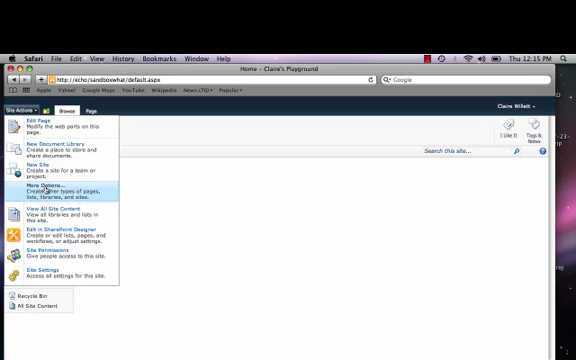 Safari File Edit View History Bookmarks Window Help Thu 12:15 PM
Home – Claire's Playground
http://echo/sandboxwhat/default.aspx Google
Apple Yahoo! Google Maps YouTube Wikipedia News (70) Popular
Site Actions Browse Page Claire Willett
Edit Page
Modify the web parts on this
page.
New Document Library
Create a place to store and
share documents.
New Site
Create a site for a team or
project.
More Options...
Create other types of pages,
lists, libraries, and sites.
View All Site Content
View all libraries and lists in
this site.
Edit in SharePoint Designer
Create or edit lists, pages, and
workflows, or adjust settings.
Site Permissions
Give people access to this site.
Site Settings
Access all settings for this site.
Recycle Bin
All Site Content
I Like It
Tags &
Notes
Search this site...